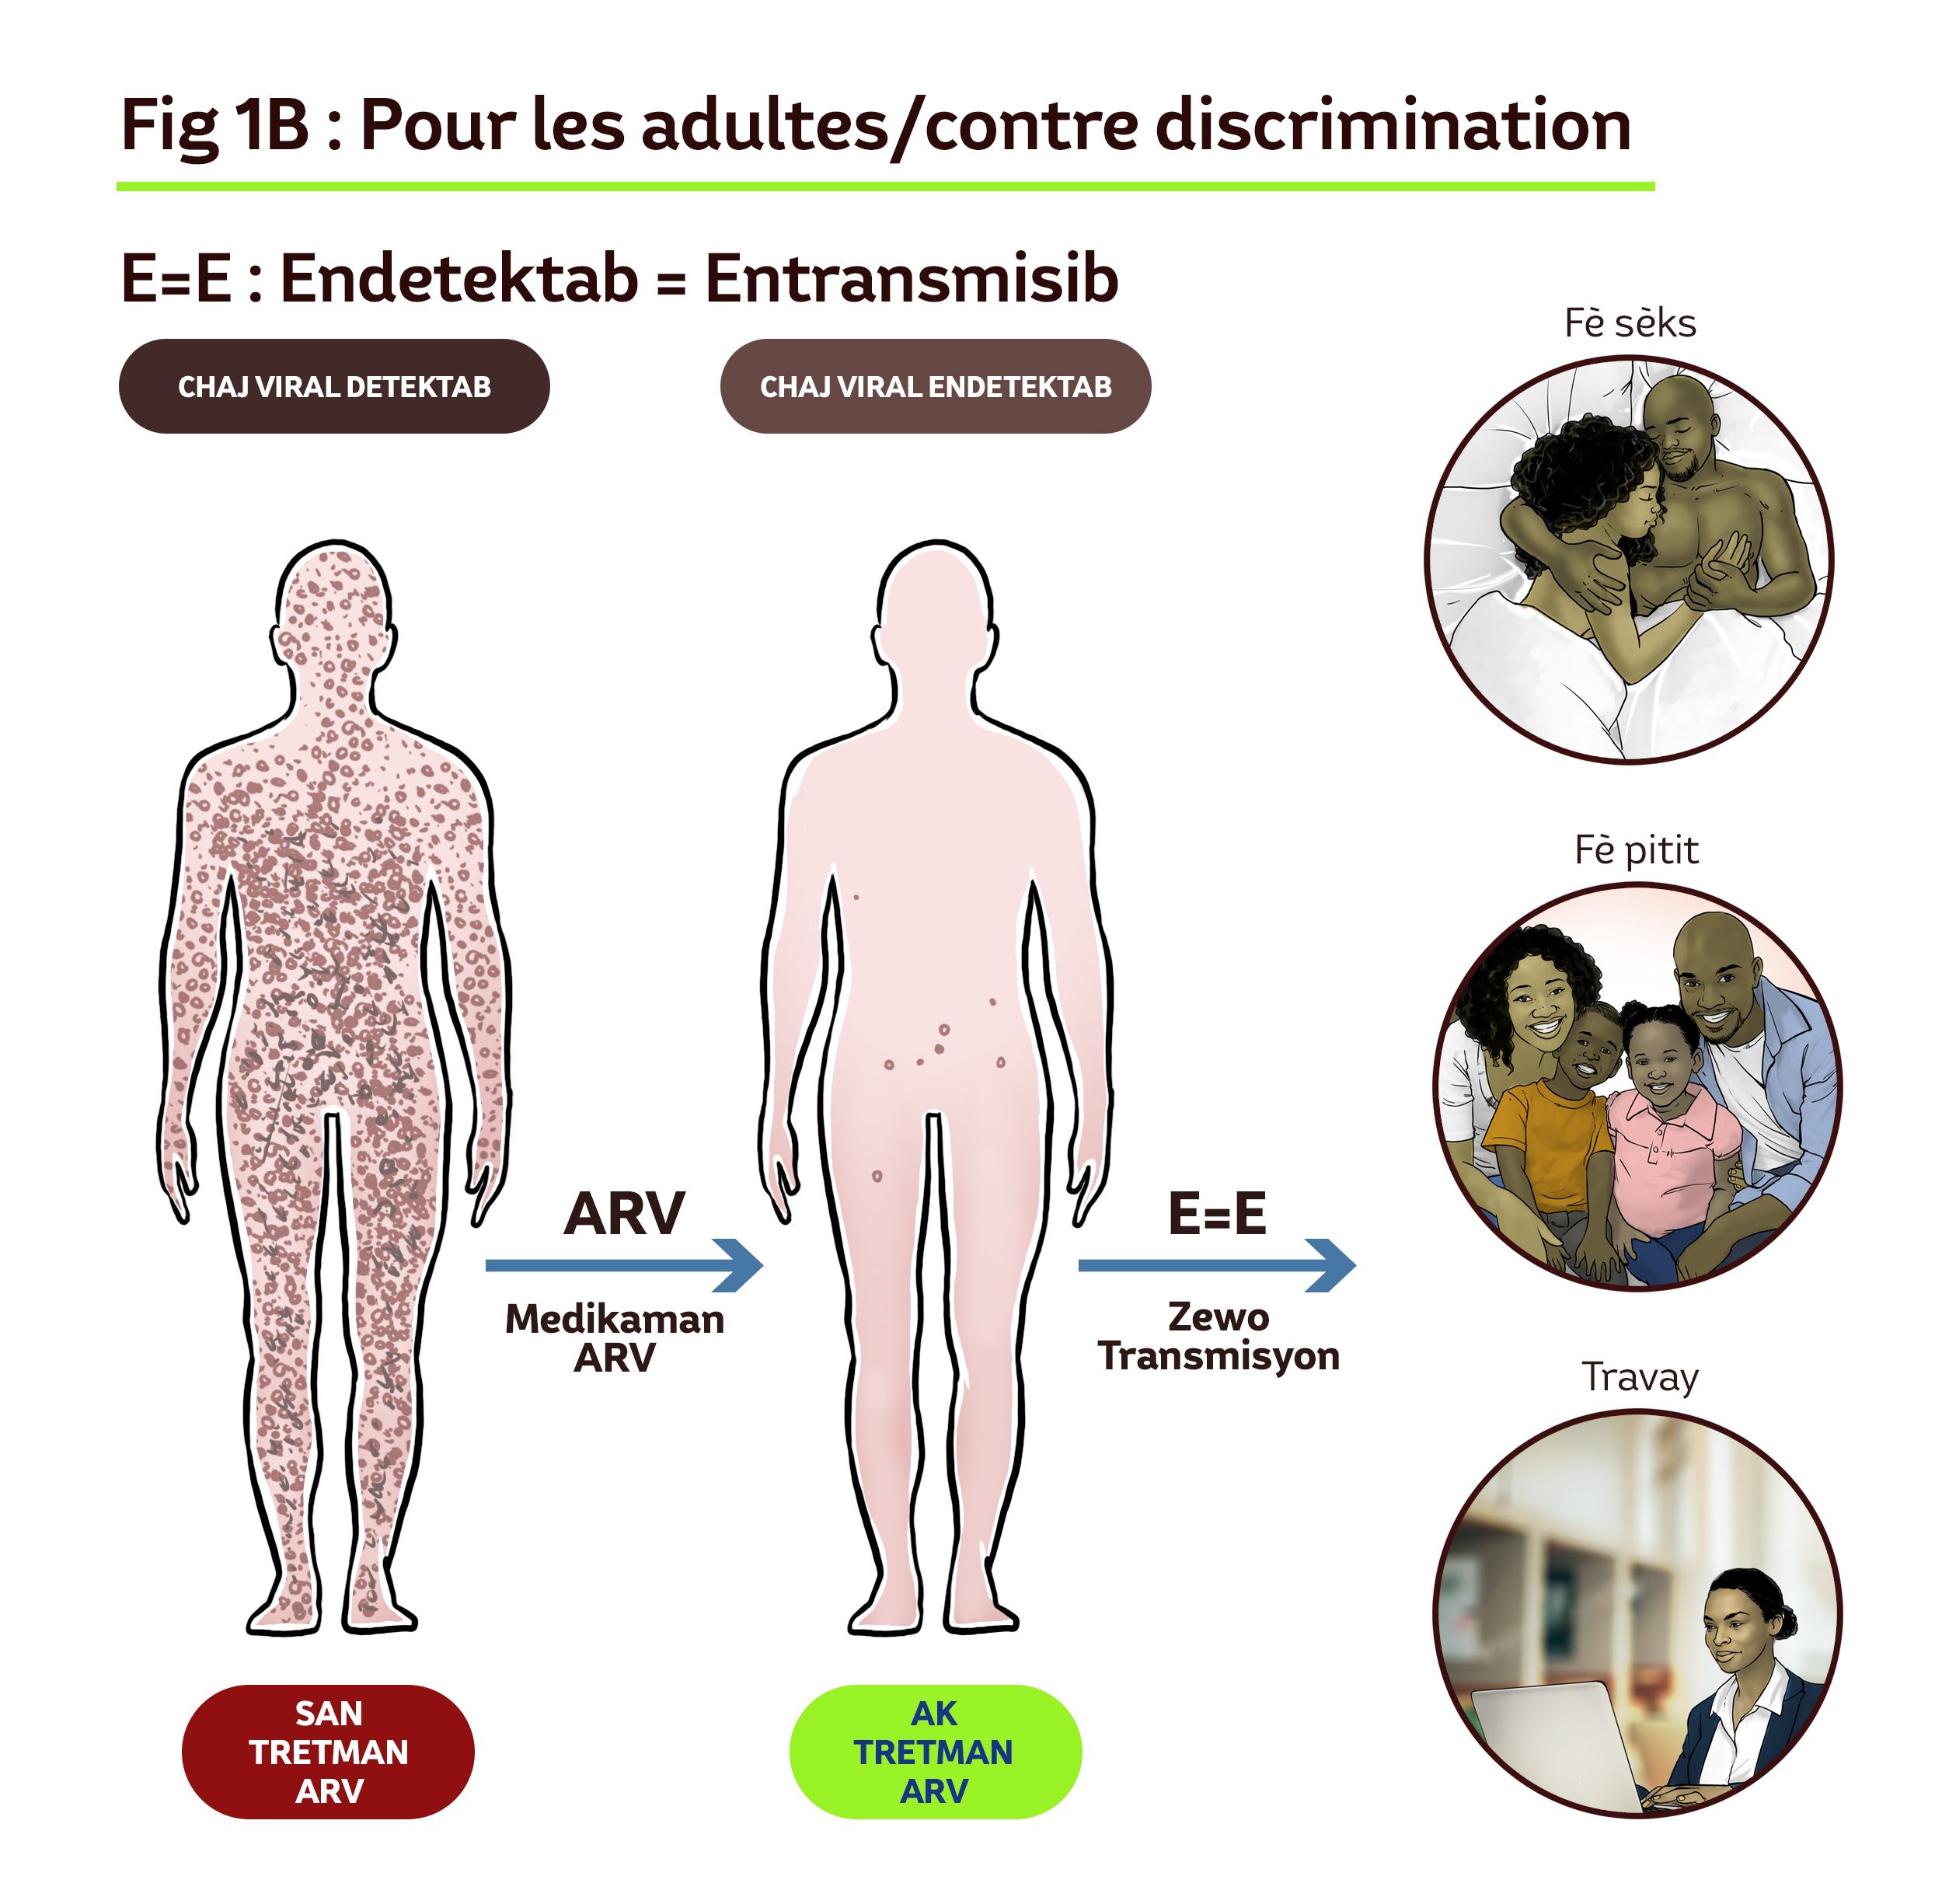 Fig 1B : Pour les adultes/contre discrimination
E=E : Endetektab = Entransmisib
CHAJ VIRAL DETEKTAB
CHAJ VIRAL ENDETEKTAB
ARV
Medikaman
ARV
E=E
Zewo
Transmisyon
SAN
TRETMAN
ARV
AK
TRETMAN
ARV
Fè sèks
Fè pitit
Travay